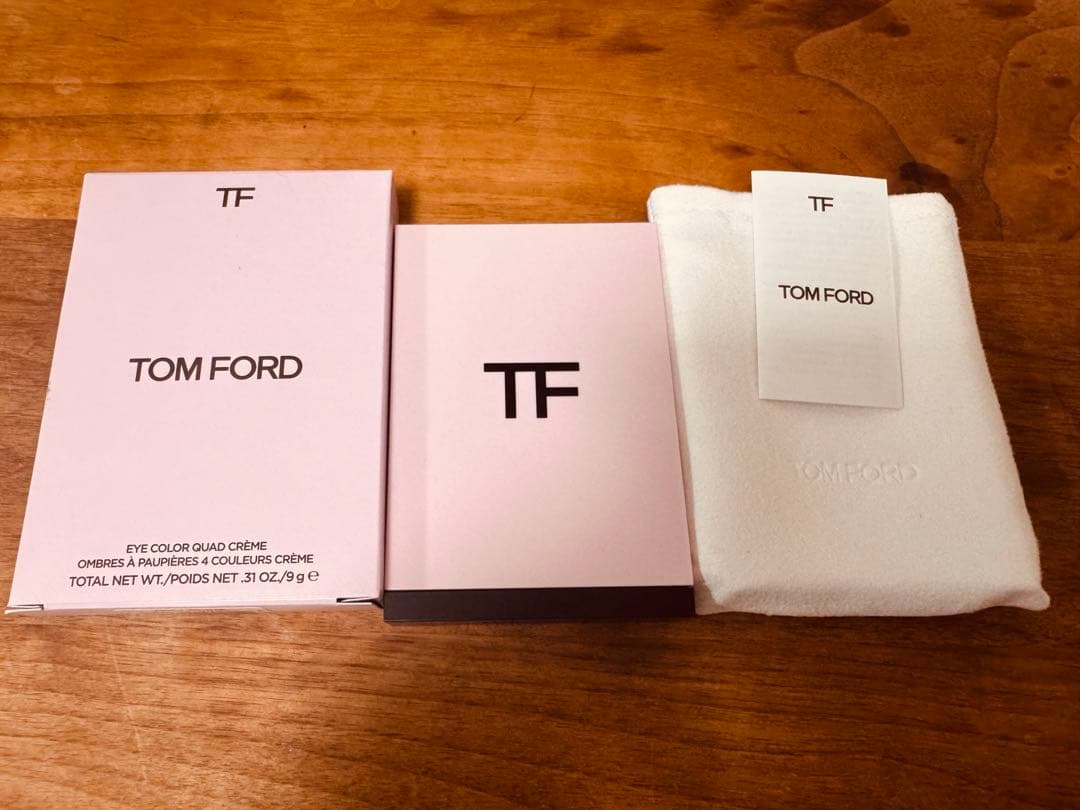 TF
TOM FORD
EYE COLOR QUAD CRÈME
OMBRES À PAUPIÈRES 4 COULEURS CRÈME
TOTAL NET WT./POIDS NET .31 OZ./9 g ℮
TF
TF
TOM FORD
TOM FORD